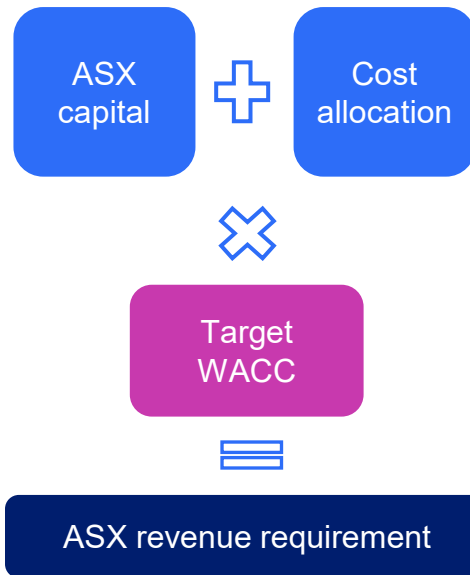 ASX
capital
Cost
allocation
Target
WACC
ASX revenue requirement